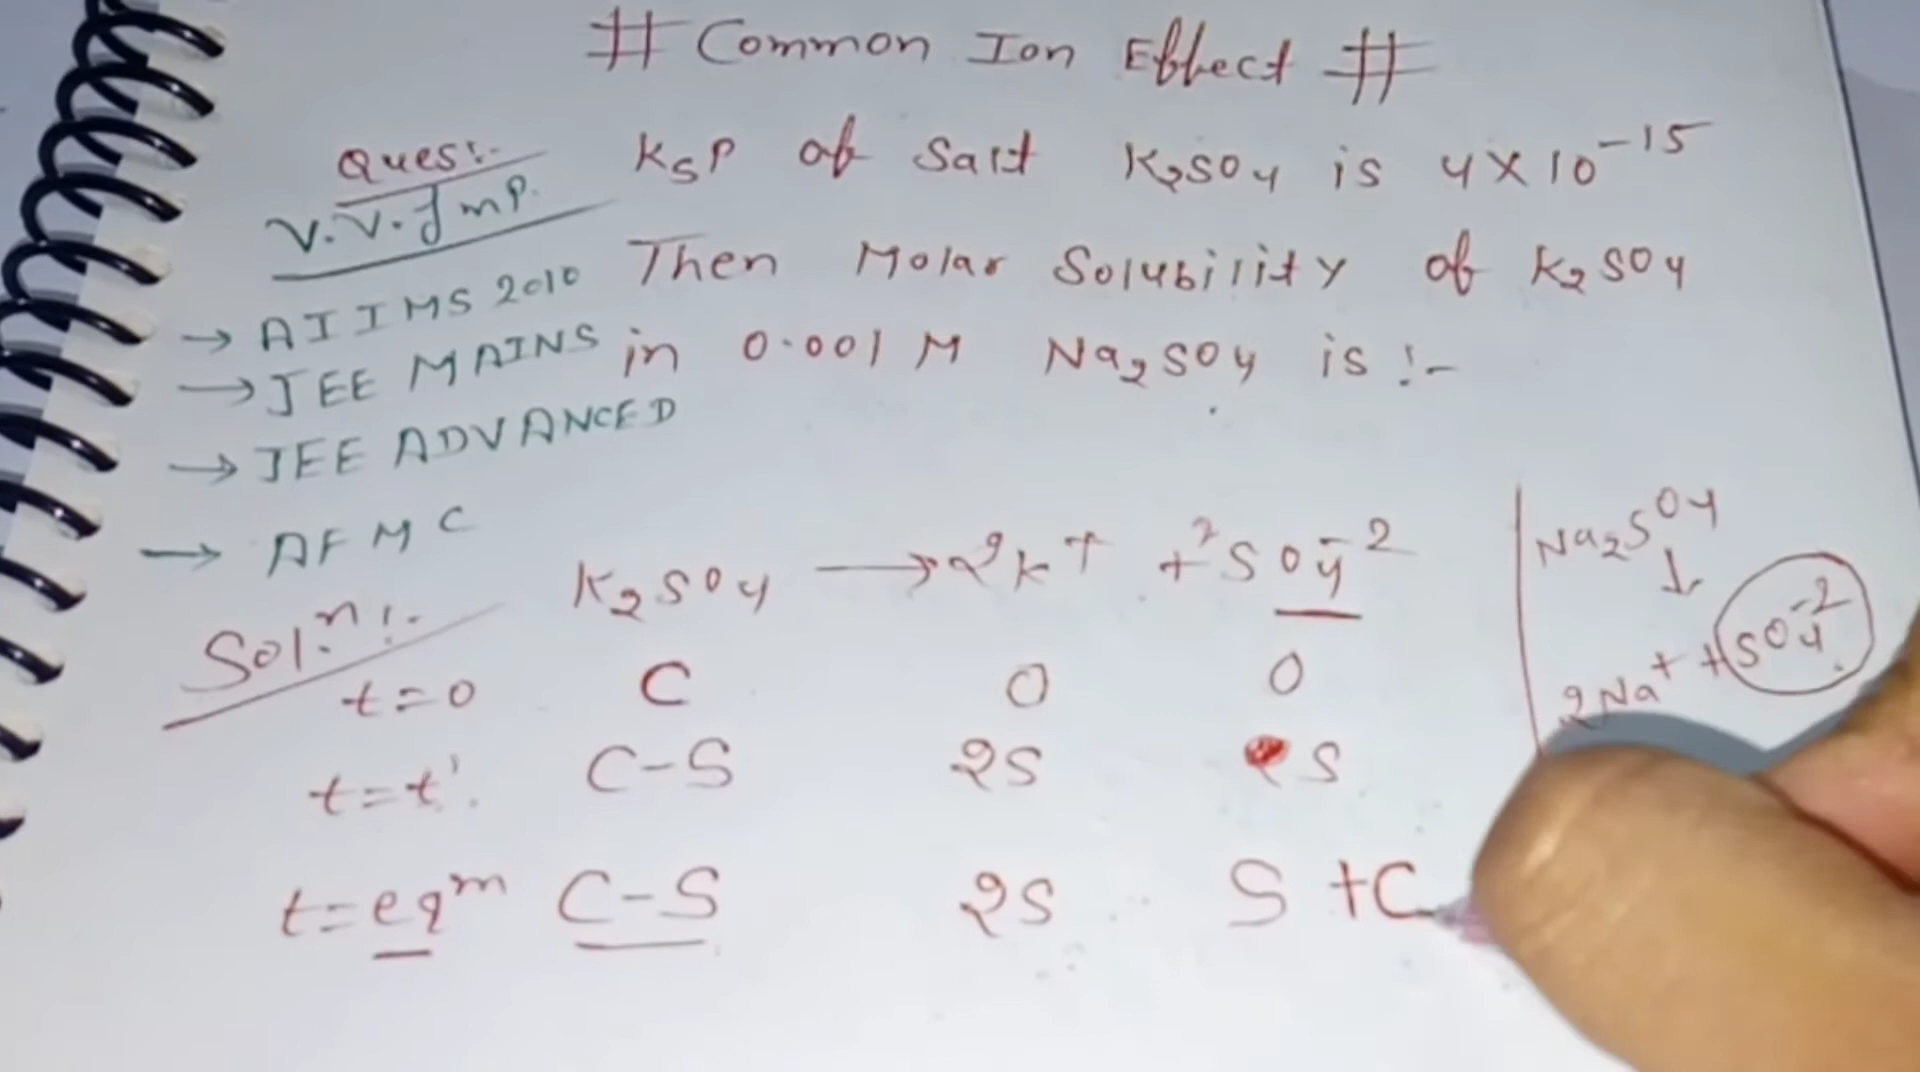 # Common Ion Effect #
Ques:- KSP of Salt K2SO4 is 4×10-15
V.V.Imp.
Then Molar Solubility of K2SO4
in 0.001 M Na2SO4 is :-
→ AIIMS 2010
→ JEE MAINS
→ JEE ADVANCED
→ AFMC
Sol.n:-
K2SO4 → 2K+ + SO4-2
t=0 C 0 0
t=t' C-S 2S S
t=eqm C-S 2S S+C
Na2SO4
↓
2Na+ + SO4-2